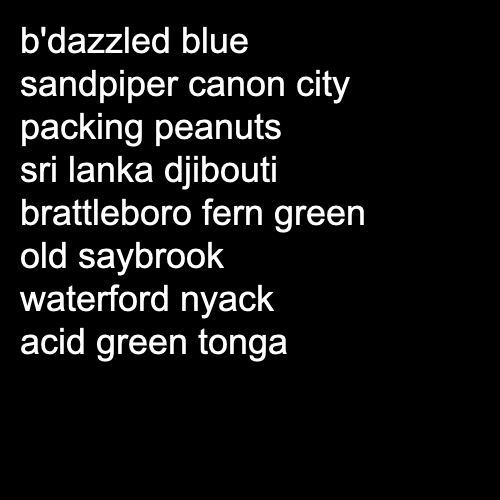 b'dazzled blue
sandpiper canon city
packing peanuts
sri lanka djibouti
brattleboro fern green
old saybrook
waterford nyack
acid green tonga